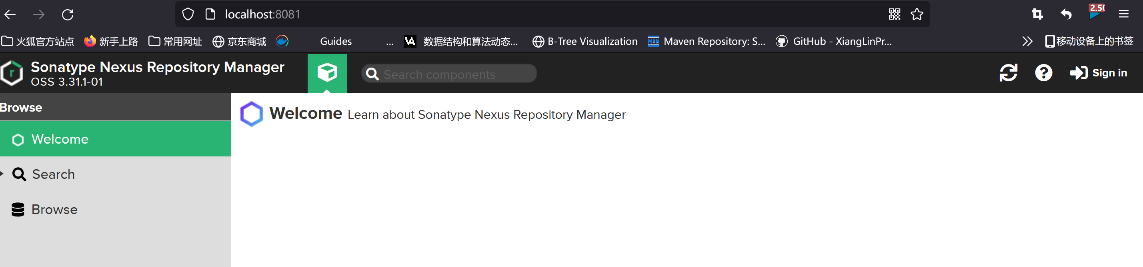 localhost:8081
2.50
火狐官方站点 新手上路 常用网址 京东商城 Guides ... VA 数据结构和算法动态... B-Tree Visualization Maven Repository: S... GitHub - XiangLinPr... 移动设备上的书签
Sonatype Nexus Repository Manager
OSS 3.31.1-01
Search components
Sign in
Browse
Welcome
Welcome Learn about Sonatype Nexus Repository Manager
Search
Browse